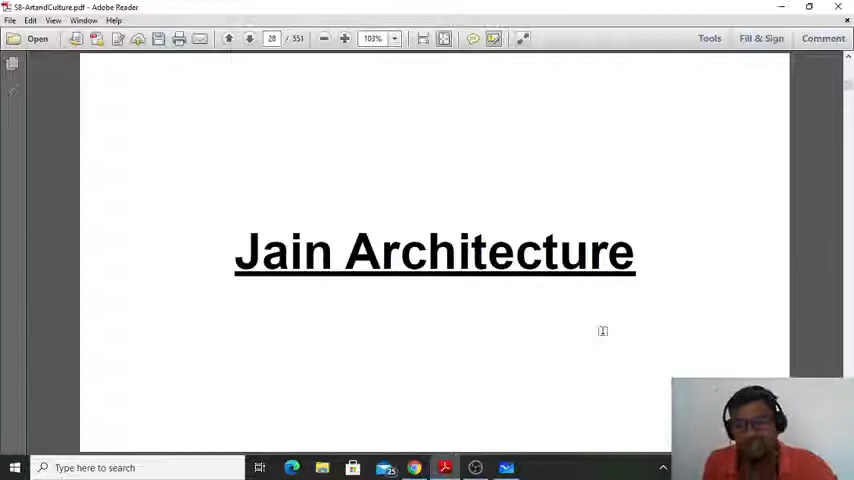 S8-ArtandCulture.pdf - Adobe Reader
File Edit View Window Help
Open 28 / 551 103% Tools Fill & Sign Comment
Jain Architecture
Type here to search
25